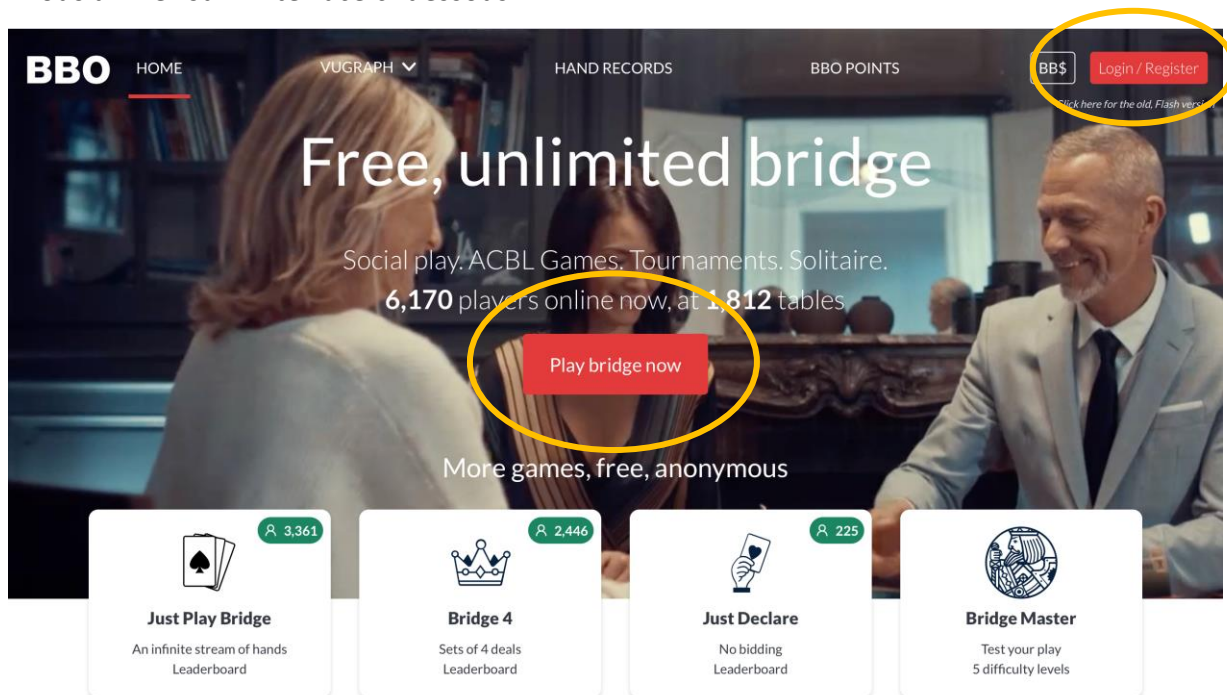 BBO HOME VUGRAPH HAND RECORDS BBO POINTS BB$ Login / Register
Click here for the old, Flash version
Free, unlimited bridge
Social play. ACBL Games. Tournaments. Solitaire.
6,170 players online now, at 1,812 tables
Play bridge now
More games, free, anonymous
3,361
Just Play Bridge
An infinite stream of hands
Leaderboard
2,446
Bridge 4
Sets of 4 deals
Leaderboard
225
Just Declare
No bidding
Leaderboard
Bridge Master
Test your play
5 difficulty levels